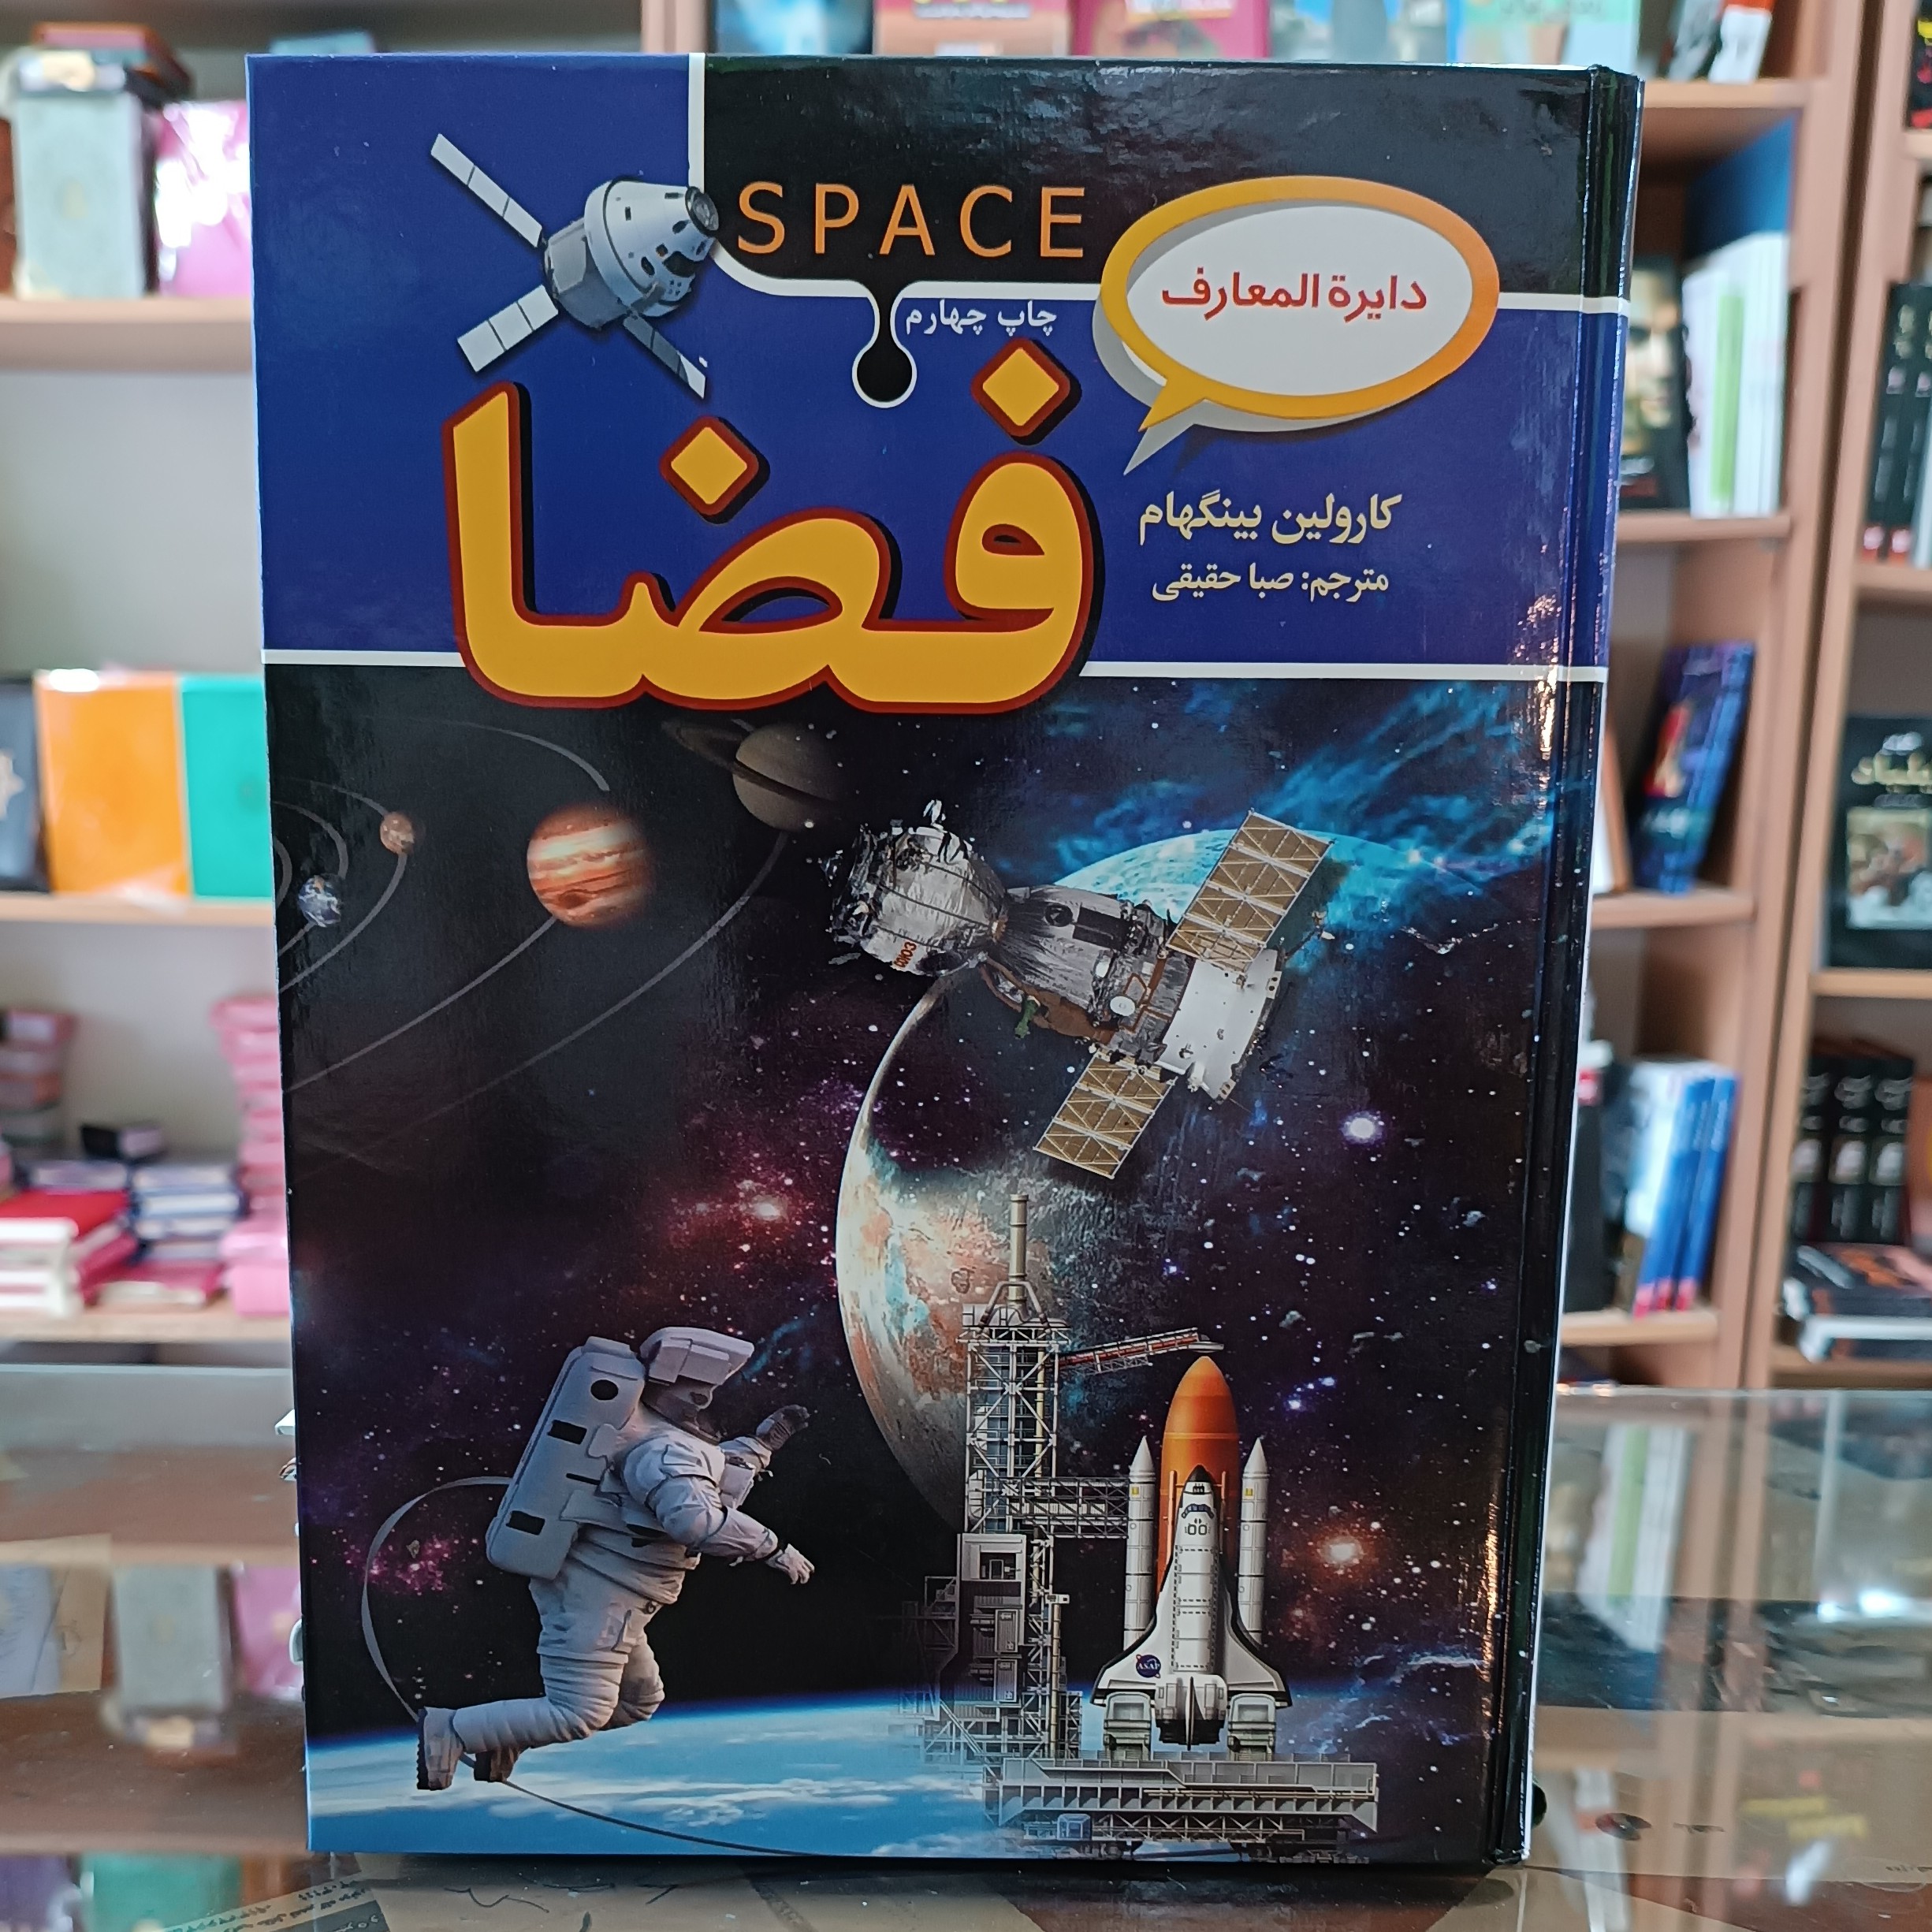 SPACE
دایرة المعارف
چاپ چهارم
فضا
کارولین بینگهام
مترجم: صبا حقیقی